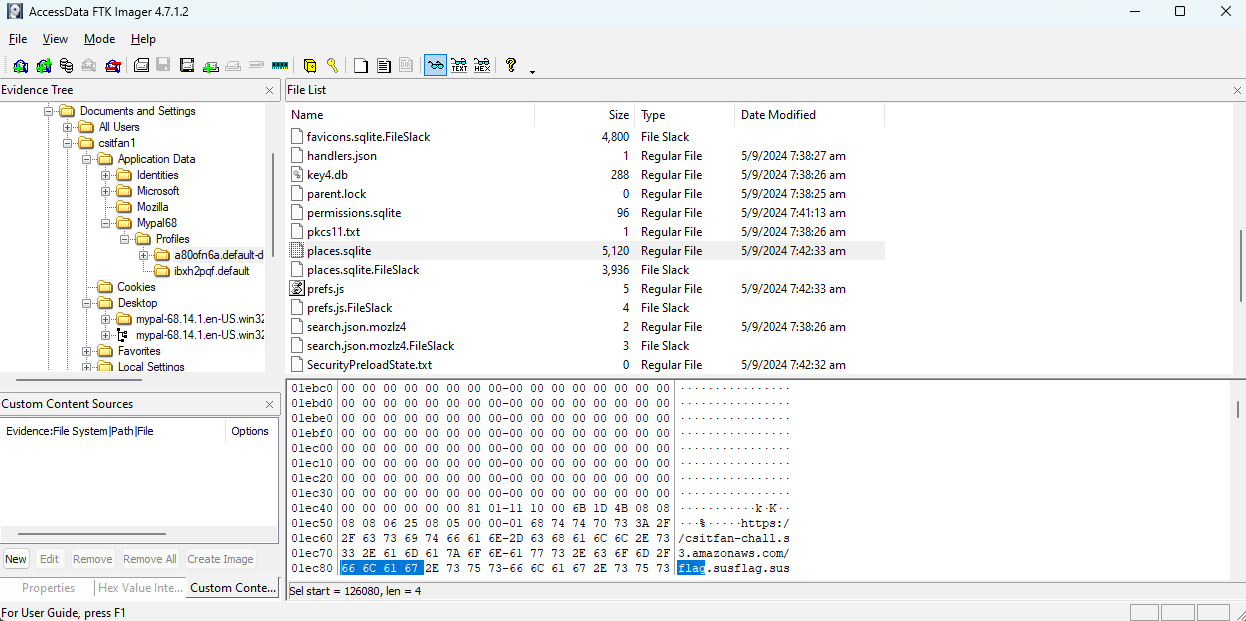 AccessData FTK Imager 4.7.1.2
File View Mode Help
Evidence Tree
Documents and Settings
All Users
csitfan1
Application Data
Identities
Microsoft
Mozilla
Mypal68
Profiles
a80ofn6a.default-d
ibxh2pqf.default
Cookies
Desktop
mypal-68.14.1.en-US.win32
mypal-68.14.1.en-US.win32
Favorites
Local Settings
Custom Content Sources
Evidence:File System|Path|File Options
New Edit Remove Remove All Create Image
Properties Hex Value Inte... Custom Conte...
File List
Name Size Type Date Modified
favicons.sqlite.FileSlack 4,800 File Slack
handlers.json 1 Regular File 5/9/2024 7:38:27 am
key4.db 288 Regular File 5/9/2024 7:38:26 am
parent.lock 0 Regular File 5/9/2024 7:38:25 am
permissions.sqlite 96 Regular File 5/9/2024 7:41:13 am
pkcs11.txt 1 Regular File 5/9/2024 7:38:26 am
places.sqlite 5,120 Regular File 5/9/2024 7:42:33 am
places.sqlite.FileSlack 3,936 File Slack
prefs.js 5 Regular File 5/9/2024 7:42:33 am
prefs.js.FileSlack 4 File Slack
search.json.mozlz4 2 Regular File 5/9/2024 7:38:26 am
search.json.mozlz4.FileSlack 3 File Slack
SecurityPreloadState.txt 0 Regular File 5/9/2024 7:42:32 am
01ebc0 00 00 00 00 00 00 00 00-00 00 00 00 00 00 00 00 ················
01ebd0 00 00 00 00 00 00 00 00-00 00 00 00 00 00 00 00 ················
01ebe0 00 00 00 00 00 00 00 00-00 00 00 00 00 00 00 00 ················
01ebf0 00 00 00 00 00 00 00 00-00 00 00 00 00 00 00 00 ················
01ec00 00 00 00 00 00 00 00 00-00 00 00 00 00 00 00 00 ················
01ec10 00 00 00 00 00 00 00 00-00 00 00 00 00 00 00 00 ················
01ec20 00 00 00 00 00 00 00 00-00 00 00 00 00 00 00 00 ················
01ec30 00 00 00 00 00 00 00 00-00 00 00 00 00 00 00 00 ················
01ec40 00 00 00 00 00 00 81 01-11 10 00 6B 1D 4B 08 08 ···········k·K··
01ec50 08 08 06 25 08 05 00 00-01 68 74 74 70 73 3A 2F ···%·····https:/
01ec60 2F 63 73 69 74 66 61 6E-2D 63 68 61 6C 6C 2E 73 /csitfan-chall.s
01ec70 33 2E 61 6D 61 7A 6F 6E-61 77 73 2E 63 6F 6D 2F 3.amazonaws.com/
01ec80 66 6C 61 67 2E 73 75 73-66 6C 61 67 2E 73 75 73 flag.susflag.sus
Sel start = 126080, len = 4
For User Guide, press F1